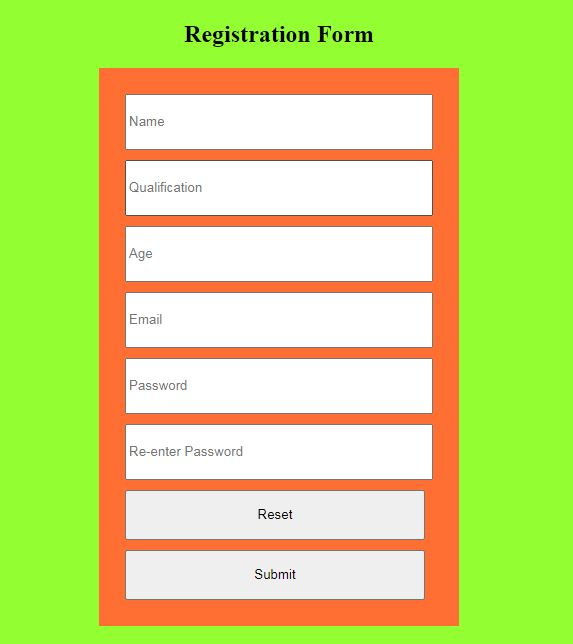 Registration Form
Name
Qualification
Age
Email
Password
Re-enter Password
Reset
Submit